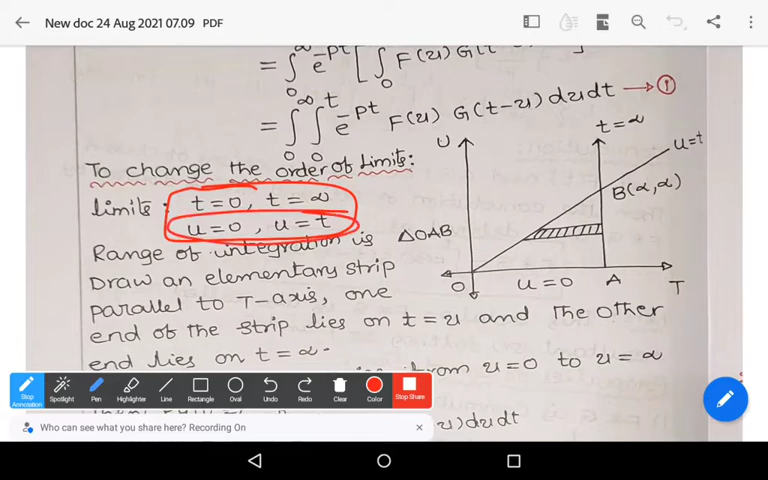 New doc 24 Aug 2021 07.09 PDF
= ∫₀^∞ e^-pt [ ∫₀ F(u) G(t-
= ∫₀^∞ ∫₀^t e^-pt F(u) G(t-u) du dt → ①
To change the order of limits:
limits: t=0, t=∞
u=0, u=t
U
t=∞
u=t
B(∞,∞)
O
u=0
A
T
Range of integration is ΔOAB
Draw an elementary strip
parallel to T-axis, one
end of the strip lies on t=u and the other
end lies on t=∞.
from u=0 to u=∞
u) du dt
Stop Annotation
Spotlight
Pen
Highlighter
Line
Rectangle
Oval
Undo
Redo
Clear
Color
Stop Share
Who can see what you share here? Recording On